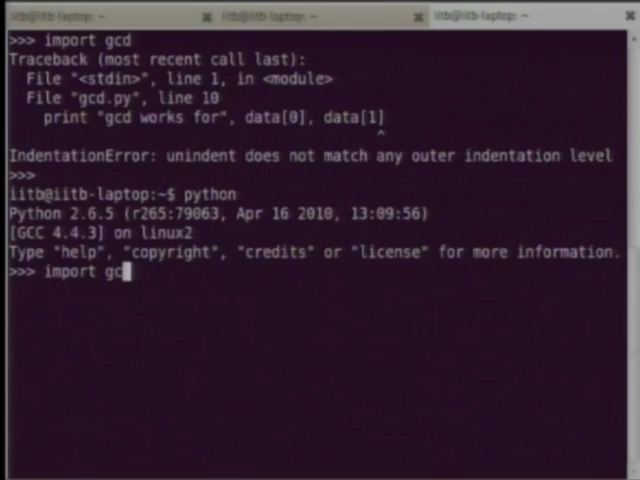 iitb@iitb-laptop: ~ iitb@iitb-laptop: ~ iitb@iitb-laptop: ~
>>> import gcd
Traceback (most recent call last):
File "<stdin>", line 1, in <module>
File "gcd.py", line 10
print "gcd works for", data[0], data[1]
^
IndentationError: unindent does not match any outer indentation level
>>>
iitb@iitb-laptop:~$ python
Python 2.6.5 (r265:79063, Apr 16 2010, 13:09:56)
[GCC 4.4.3] on linux2
Type "help", "copyright", "credits" or "license" for more information.
>>> import gc